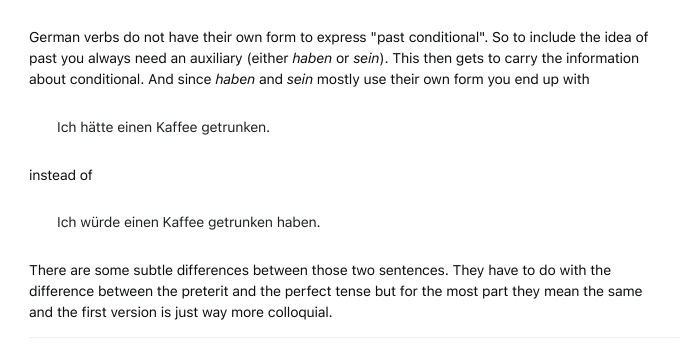 German verbs do not have their own form to express "past conditional". So to include the idea of
past you always need an auxiliary (either haben or sein). This then gets to carry the information
about conditional. And since haben and sein mostly use their own form you end up with
Ich hätte einen Kaffee getrunken.
instead of
Ich würde einen Kaffee getrunken haben.
There are some subtle differences between those two sentences. They have to do with the
difference between the preterit and the perfect tense but for the most part they mean the same
and the first version is just way more colloquial.